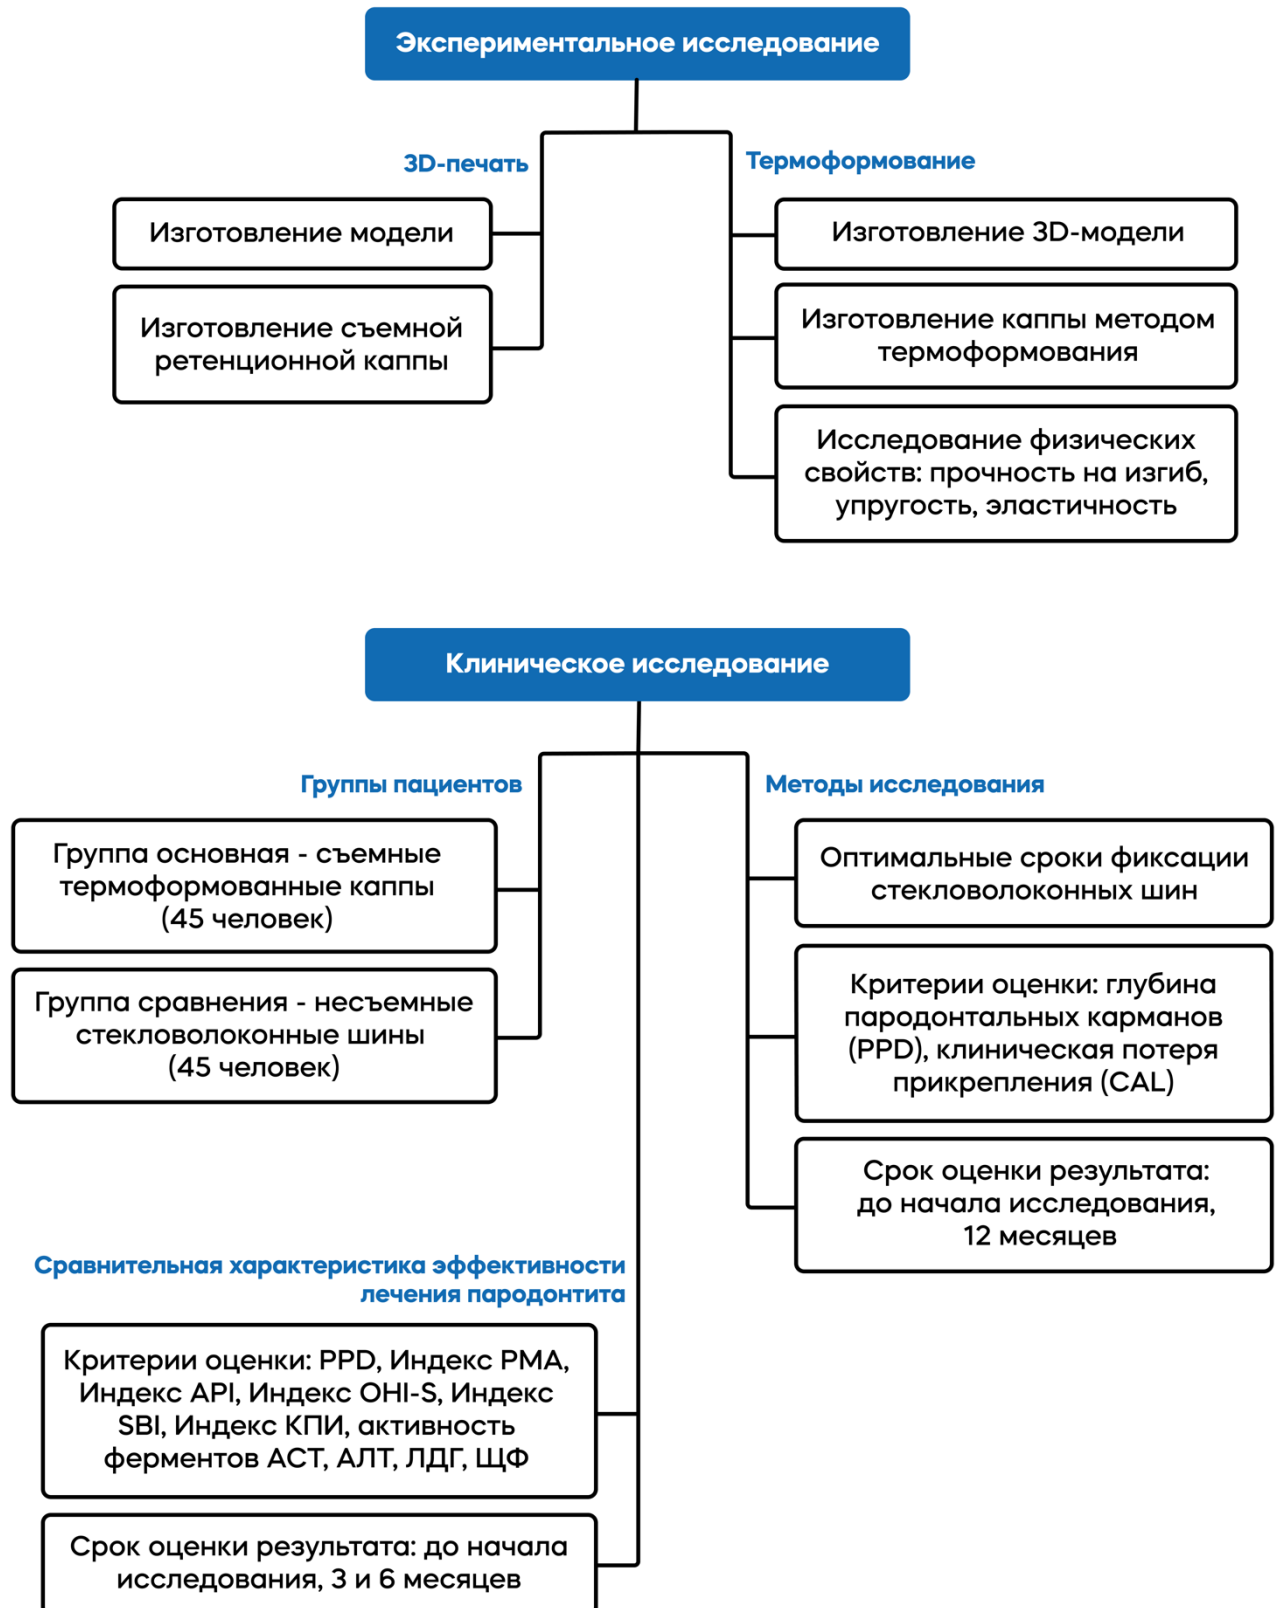 Экспериментальное исследование
3D-печать
Изготовление модели
Изготовление съемной
ретенционной каппы
Термоформование
Изготовление 3D-модели
Изготовление каппы методом
термоформования
Исследование физических
свойств: прочность на изгиб,
упругость, эластичность
Клиническое исследование
Группы пациентов
Группа основная - съемные
термоформованные каппы
(45 человек)
Группа сравнения - несъемные
стекловолоконные шины
(45 человек)
Методы исследования
Оптимальные сроки фиксации
стекловолоконных шин
Критерии оценки: глубина
пародонтальных карманов
(PPD), клиническая потеря
прикрепления (CAL)
Срок оценки результата:
до начала исследования,
12 месяцев
Сравнительная характеристика эффективности
лечения пародонтита
Критерии оценки: PPD, Индекс PMA,
Индекс API, Индекс OHI-S, Индекс
SBI, Индекс КПИ, активность
ферментов АСТ, АЛТ, ЛДГ, ЩФ
Срок оценки результата: до начала
исследования, 3 и 6 месяцев